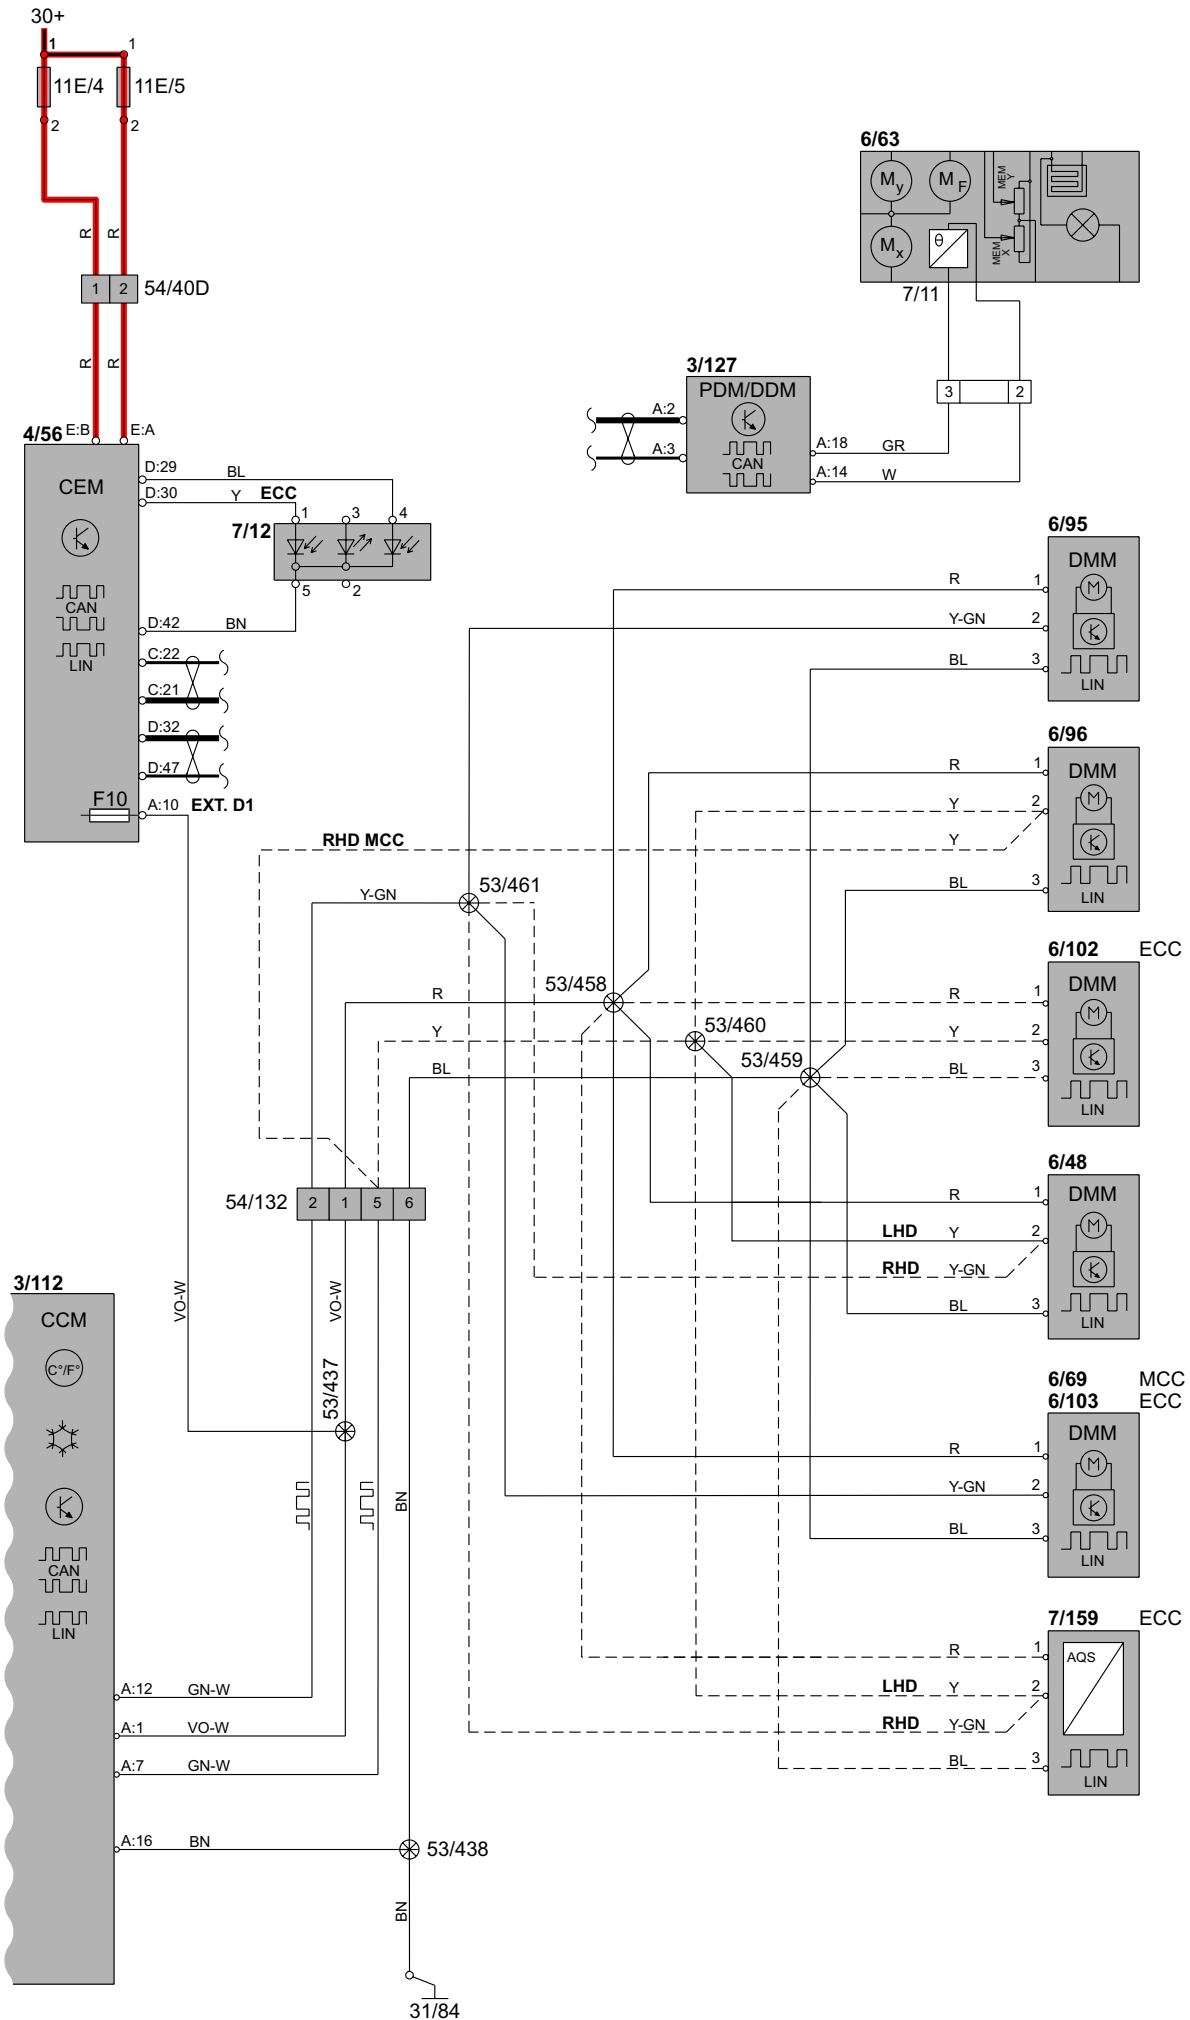 30+
1 1
11E/4 11E/5
2 2
R R
1 2 54/40D
R R
4/56 E:B E:A
CEM
CAN
LIN
F10
D:29 BL
D:30 Y ECC
7/12 1 3 4
5 2
D:42 BN
C:22
C:21
D:32
D:47
A:10 EXT. D1
6/63
My MF
Mx
MEM Y
MEM X
θ
7/11
3 2
3/127
PDM/DDM
CAN
A:2
A:3
A:18 GR
A:14 W
6/95
DMM
M
LIN
R 1
Y-GN 2
BL 3
6/96
DMM
M
LIN
R 1
Y 2
RHD MCC Y
BL 3
Y-GN 53/461
6/102 ECC
DMM
M
LIN
R 53/458 R 1
Y 53/460 Y 2
BL 53/459 BL 3
54/132 2 1 5 6
6/48
DMM
M
LIN
R 1
LHD Y 2
RHD Y-GN
BL 3
VO-W VO-W
53/437
BN
6/69 MCC
6/103 ECC
DMM
M
LIN
R 1
Y-GN 2
BL 3
3/112
CCM
C°/F°
CAN
LIN
7/159 ECC
AQS
LIN
R 1
LHD Y 2
RHD Y-GN
BL 3
A:12 GN-W
A:1 VO-W
A:7 GN-W
A:16 BN 53/438
BN
31/84